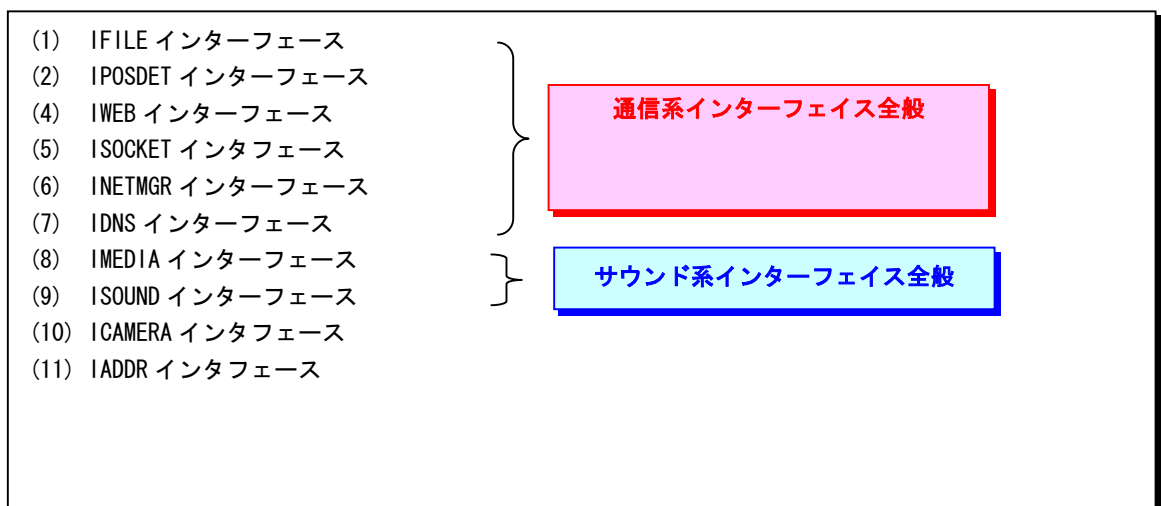 (1) IFILE インターフェース
(2) IPOSDET インターフェース
(4) IWEB インターフェース
(5) ISOCKET インタフェース
(6) INETMGR インターフェース
(7) IDNS インターフェース
通信系インターフェイス全般
(8) IMEDIA インターフェース
(9) ISOUND インターフェース
サウンド系インターフェイス全般
(10) ICAMERA インタフェース
(11) IADDR インタフェース